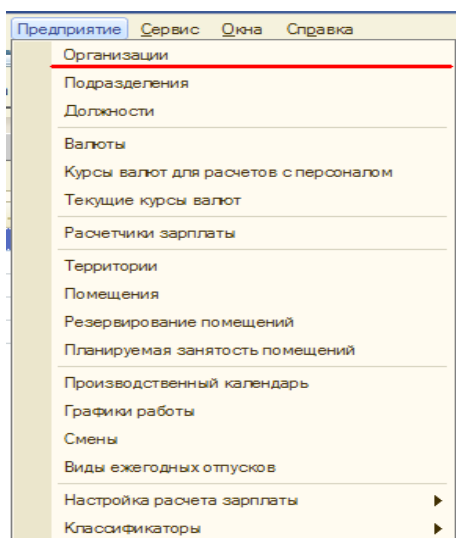 Предприятие Сервис Окна Справка
Организации
Подразделения
Должности
Валюты
Курсы валют для расчетов с персоналом
Текущие курсы валют
Расчетчики зарплаты
Территории
Помещения
Резервирование помещений
Планируемая занятость помещений
Производственный календарь
Графики работы
Смены
Виды ежегодных отпусков
Настройка расчета зарплаты
Классификаторы